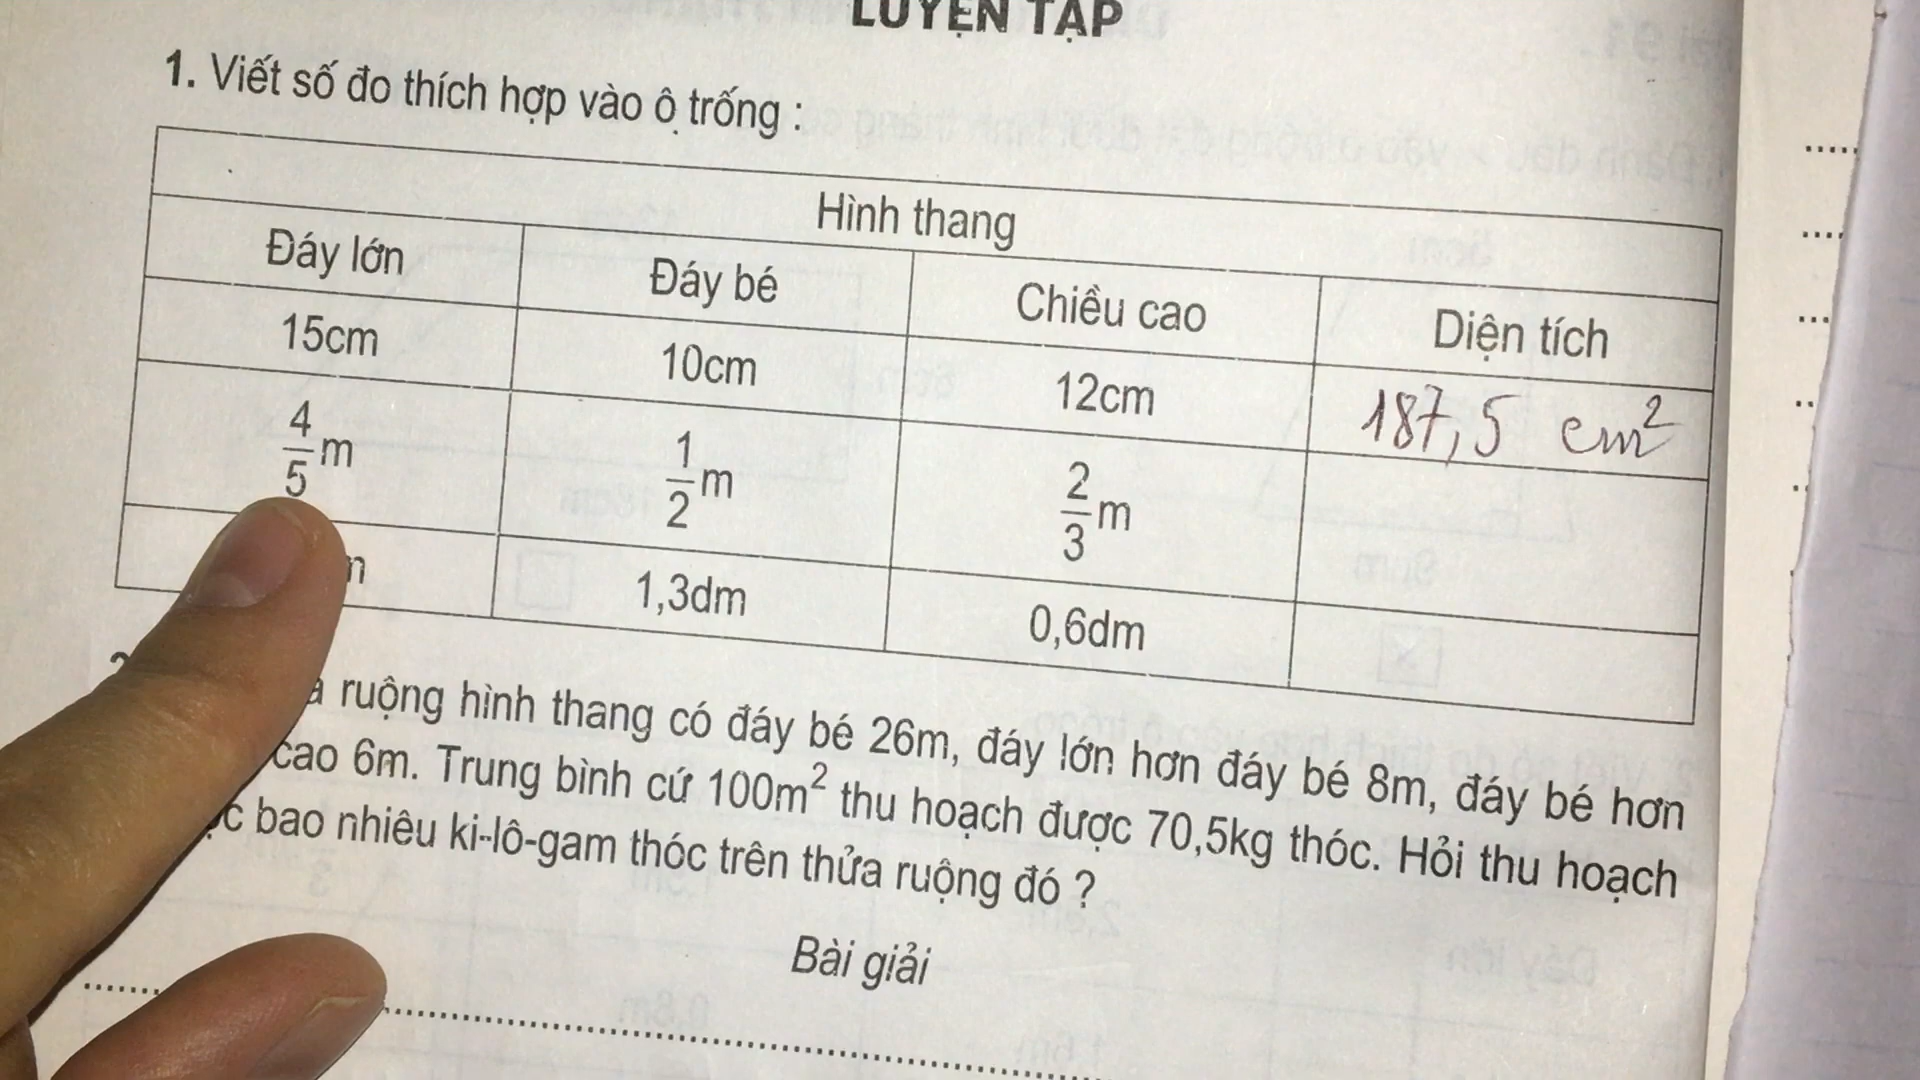 LUYỆN TẬP
1. Viết số đo thích hợp vào ô trống :
Hình thang
Đáy lớn Đáy bé Chiều cao Diện tích
15cm 10cm 12cm 187,5 cm²
4/5 m 1/2 m 2/3 m
1,3dm 0,6dm
ruộng hình thang có đáy bé 26m, đáy lớn hơn đáy bé 8m, đáy bé hơn
cao 6m. Trung bình cứ 100m² thu hoạch được 70,5kg thóc. Hỏi thu hoạch
bao nhiêu ki-lô-gam thóc trên thửa ruộng đó ?
Bài giải